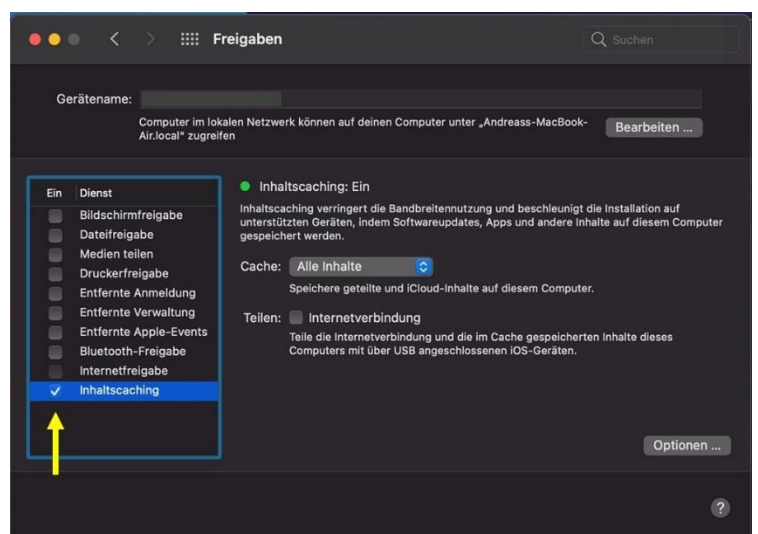 Freigaben
Suchen
Gerätename:
Computer im lokalen Netzwerk können auf deinen Computer unter „Andreass-MacBook-
Air.local“ zugreifen
Bearbeiten ...
Ein Dienst
Bildschirmfreigabe
Dateifreigabe
Medien teilen
Druckerfreigabe
Entfernte Anmeldung
Entfernte Verwaltung
Entfernte Apple-Events
Bluetooth-Freigabe
Internetfreigabe
Inhaltscaching
Inhaltscaching: Ein
Inhaltscaching verringert die Bandbreitennutzung und beschleunigt die Installation auf
unterstützten Geräten, indem Softwareupdates, Apps und andere Inhalte auf diesem Computer
gespeichert werden.
Cache: Alle Inhalte
Speichere geteilte und iCloud-Inhalte auf diesem Computer.
Teilen: Internetverbindung
Teile die Internetverbindung und die im Cache gespeicherten Inhalte dieses
Computers mit über USB angeschlossenen iOS-Geräten.
Optionen ...
?